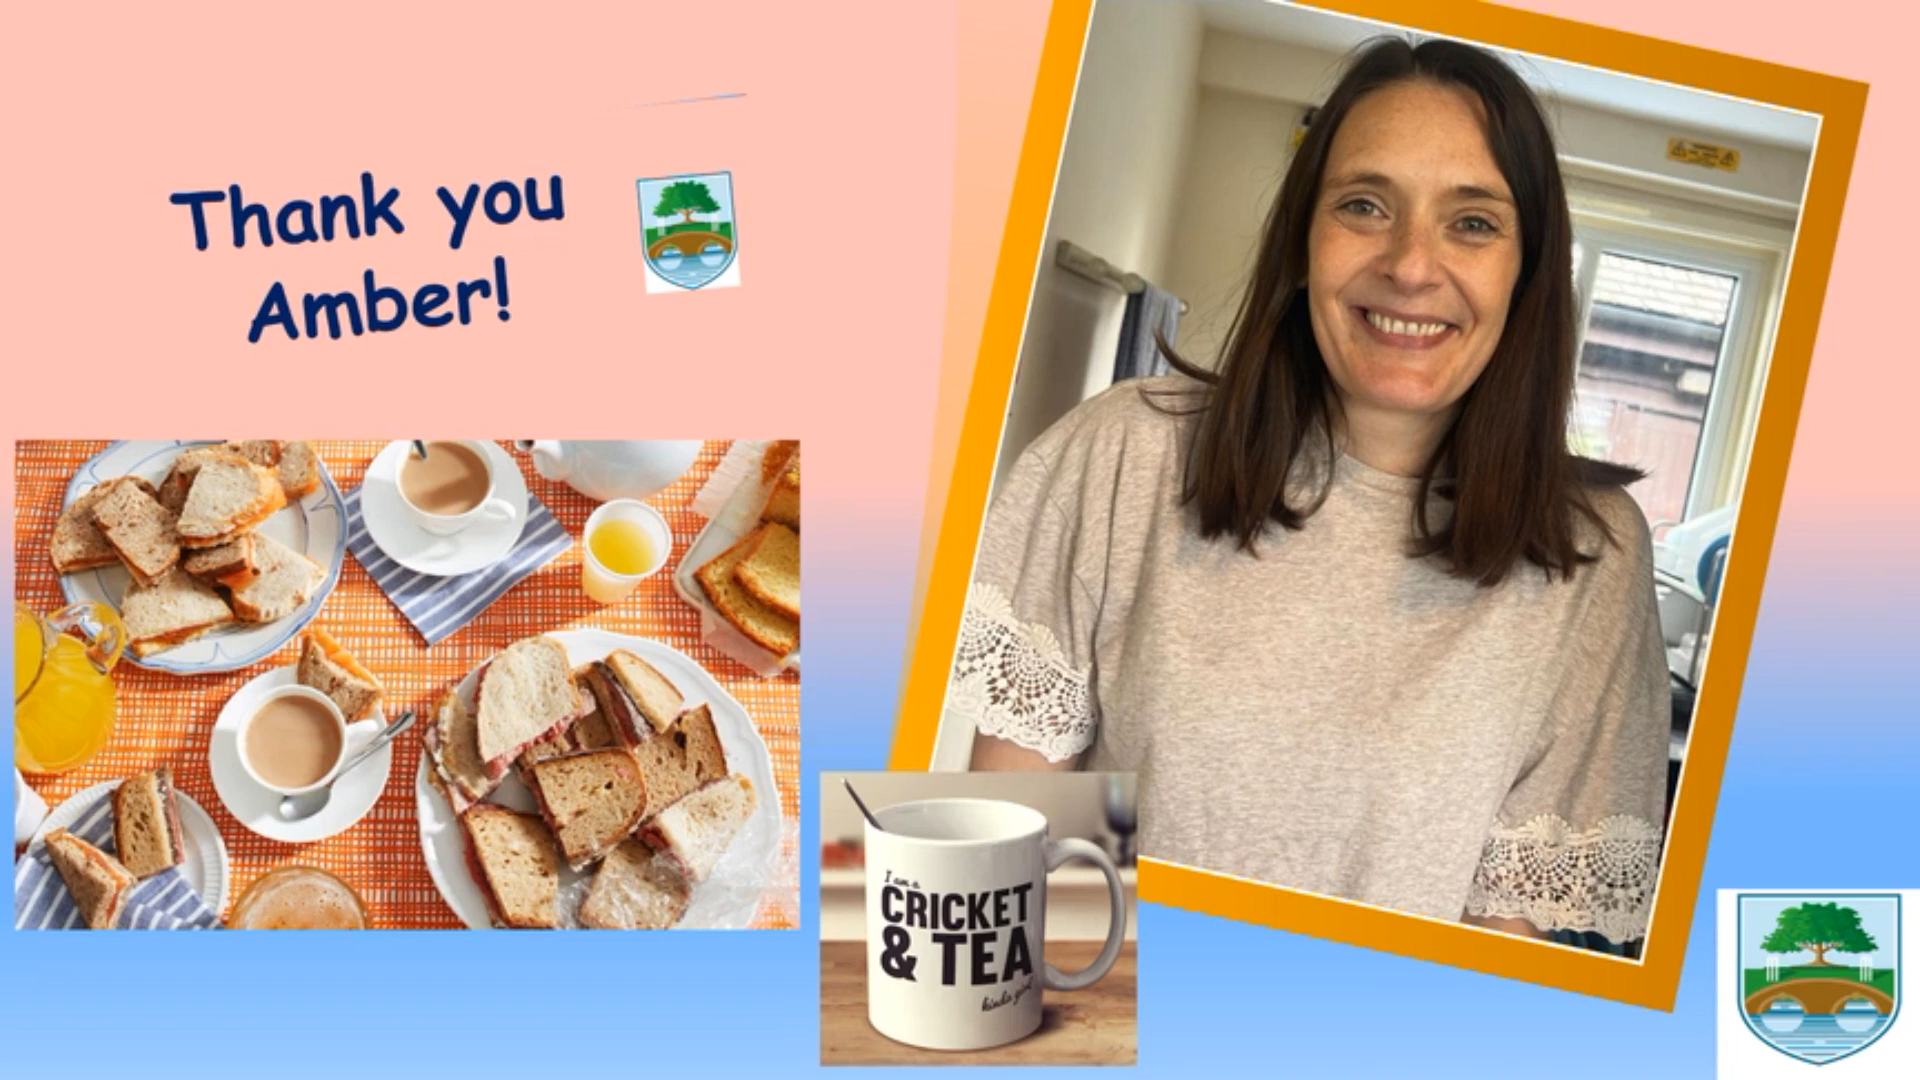 Thank you
Amber!
I am a
CRICKET
& TEA
kinda girl